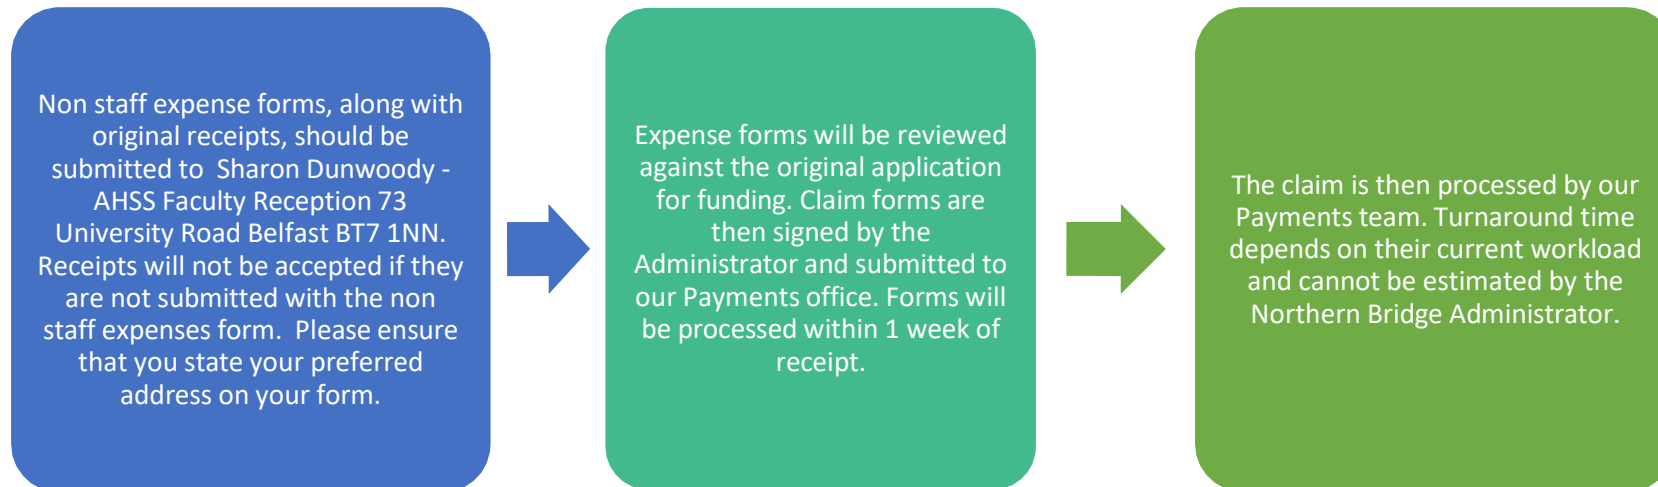 Non staff expense forms, along with
original receipts, should be
submitted to  Sharon Dunwoody -
AHSS Faculty Reception 73
University Road Belfast BT7 1NN.
Receipts will not be accepted if they
are not submitted with the non
staff expenses form.  Please ensure
that you state your preferred
address on your form.
Expense forms will be reviewed
against the original application
for funding. Claim forms are
then signed by the
Administrator and submitted to
our Payments office. Forms will
be processed within 1 week of
receipt.
The claim is then processed by our
Payments team. Turnaround time
depends on their current workload
and cannot be estimated by the
Northern Bridge Administrator.